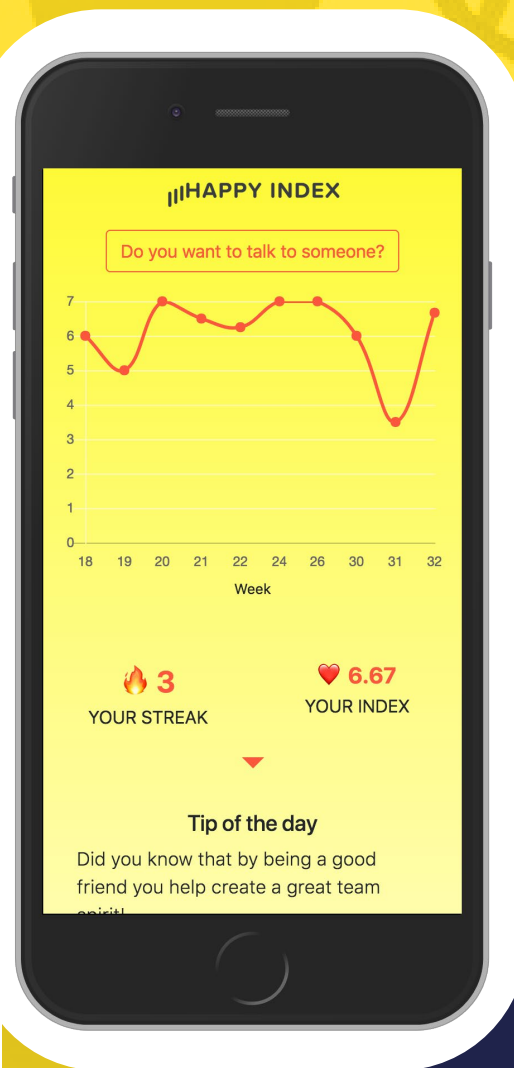 HAPPY INDEX
Do you want to talk to someone?
7
6
5
4
3
2
1
0
18 19 20 21 22 24 26 30 31 32
Week
🔥 3
YOUR STREAK
❤️ 6.67
YOUR INDEX
Tip of the day
Did you know that by being a good
friend you help create a great team
spirit!